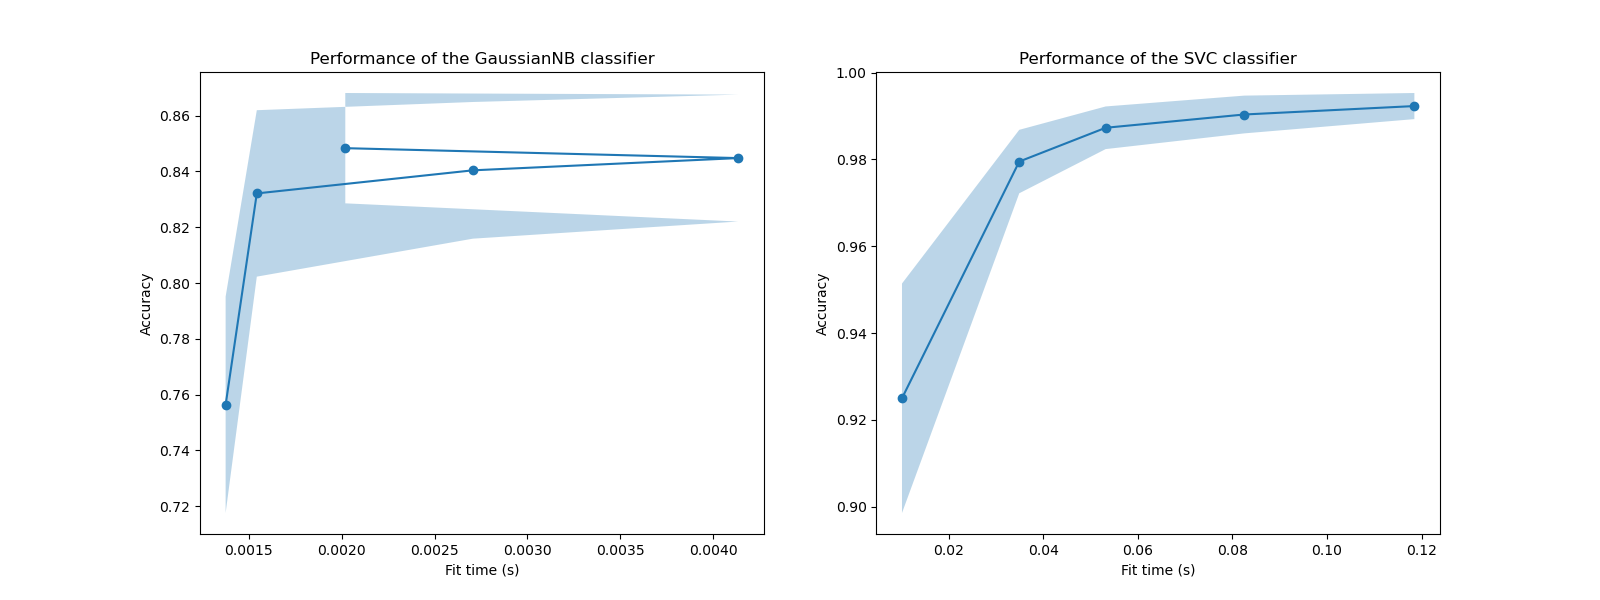 Performance of the GaussianNB classifier
Accuracy
0.86
0.84
0.82
0.80
0.78
0.76
0.74
0.72
0.0015 0.0020 0.0025 0.0030 0.0035 0.0040
Fit time (s)
Performance of the SVC classifier
Accuracy
1.00
0.98
0.96
0.94
0.92
0.90
0.02 0.04 0.06 0.08 0.10 0.12
Fit time (s)